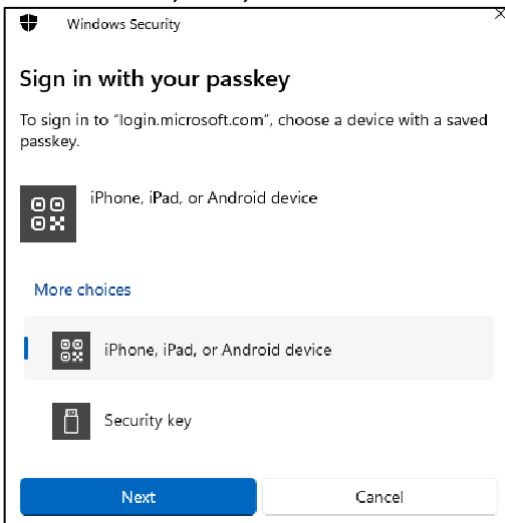 Windows Security
Sign in with your passkey
To sign in to "login.microsoft.com", choose a device with a saved
passkey.
iPhone, iPad, or Android device
More choices
iPhone, iPad, or Android device
Security key
Next Cancel